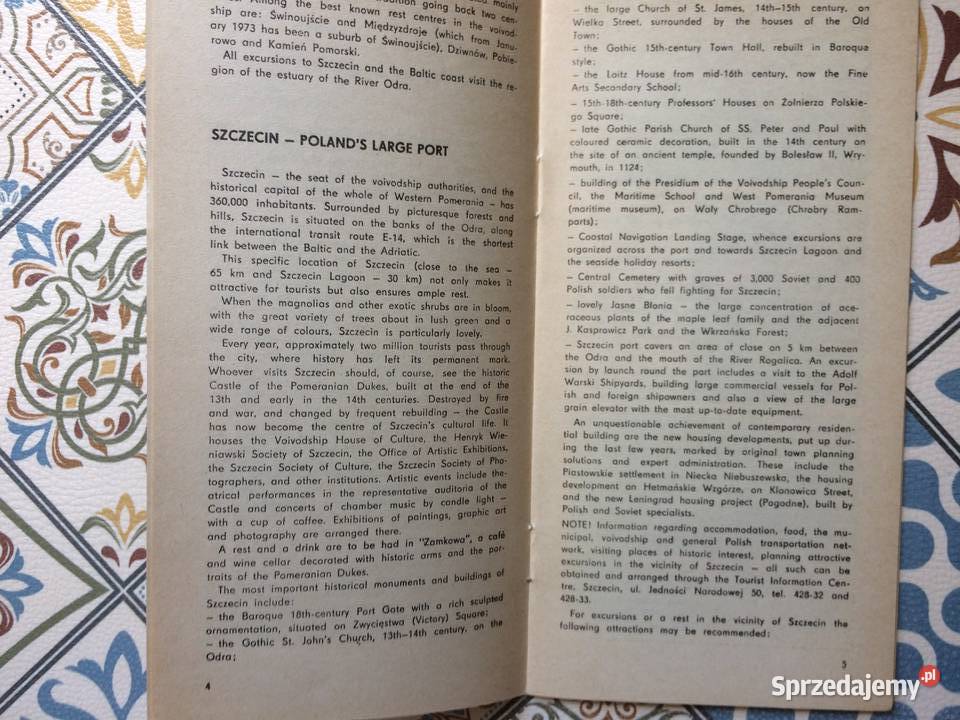 mainly
tradition going back two cen-
Among the best known rest centres in the voivod-
ship are: Świnoujście and Międzyzdroje (which from Janu-
ary 1973 has been a suburb of Świnoujście), Dziwnów, Pobie-
rowa and Kamień Pomorski.
All excursions to Szczecin and the Baltic coast visit the re-
gion of the estuary of the River Odra.
SZCZECIN — POLAND'S LARGE PORT
Szczecin — the seat of the voivodship authorities, and the
historical capital of the whole of Western Pomerania — has
360,000 inhabitants. Surrounded by picturesque forests and
hills, Szczecin is situated on the banks of the Odra, along
the international transit route E-14, which is the shortest
link between the Baltic and the Adriatic.
This specific location of Szczecin (close to the sea —
65 km and Szczecin Lagoon — 30 km) not only makes it
attractive for tourists but also ensures ample rest.
When the magnolias and other exotic shrubs are in bloom,
with the great variety of trees about in lush green and a
wide range of colours, Szczecin is particularly lovely.
Every year, approximately two million tourists pass through
the city, where history has left its permanent mark.
Whoever visits Szczecin should, of course, see the historic
Castle of the Pomeranian Dukes, built at the end of the
13th and early in the 14th centuries. Destroyed by fire
and war, and changed by frequent rebuilding — the Castle
has now become the centre of Szczecin's cultural life. It
houses the Voivodship House of Culture, the Henryk Wie-
niawski Society of Szczecin, the Office of Artistic Exhibitions,
the Szczecin Society of Culture, the Szczecin Society of Pho-
tographers, and other institutions. Artistic events include the-
atrical performances in the representative auditoria of the
Castle and concerts of chamber music by candle light —
with a cup of coffee. Exhibitions of paintings, graphic art
and photography are arranged there.
A rest and a drink are to be had in "Zamkowa", a café
and wine cellar decorated with historic arms and the por-
traits of the Pomeranian Dukes.
The most important historical monuments and buildings of
Szczecin include:
— the Baroque 18th-century Port Gate with a rich sculpted
ornamentation, situated on Zwycięstwa (Victory) Square;
— the Gothic St. John's Church, 13th—14th century, on the
Odra;
4
— the large Church of St. James, 14th—15th century, on
Wielka Street, surrounded by the houses of the Old
Town;
— the Gothic 15th-century Town Hall, rebuilt in Baroque
style;
— the Loitz House from mid-16th century, now the Fine
Arts Secondary School;
— 15th-18th-century Professors' Houses on Żołnierza Polskie-
go Square;
— late Gothic Parish Church of SS. Peter and Paul with
coloured ceramic decoration, built in the 14th century on
the site of an ancient temple, founded by Bolesław II, Wry-
mouth, in 1124;
— building of the Presidium of the Voivodship People's Coun-
cil, the Maritime School and West Pomerania Museum
(maritime museum), on Wały Chrobrego (Chrobry Ram-
parts);
— Coastal Navigation Landing Stage, whence excursions are
organized across the port and towards Szczecin Lagoon and
the seaside holiday resorts;
— Central Cemetery with graves of 3,000 Soviet and 400
Polish soldiers who fell fighting for Szczecin;
— lovely Jasne Błonia — the large concentration of ace-
raceous plants of the maple leaf family and the adjacent
J. Kasprowicz Park and the Wkrzańska Forest;
— Szczecin port covers an area of close on 5 km between
the Odra and the mouth of the River Rogalica. An excur-
sion by launch round the port includes a visit to the Adolf
Warski Shipyards, building large commercial vessels for Pol-
ish and foreign shipowners and also a view of the large
grain elevator with the most up-to-date equipment.
An unquestionable achievement of contemporary residen-
tial building are the new housing developments, put up dur-
ing the last few years, marked by original town planning
solutions and expert administration. These include the
Piastowskie settlement in Niecka Niebuszewska, the housing
development on Hetmańskie Wzgórze, on Klonowica Street,
and the new Leningrad housing project (Pogodne), built by
Polish and Soviet specialists.
NOTE! Information regarding accommodation, food, the mu-
nicipal, voivodship and general Polish transportation net-
work, visiting places of historic interest, planning attractive
excursions in the vicinity of Szczecin — all such can be
obtained and arranged through the Tourist Information Cen-
tre, Szczecin, ul. Jedności Narodowej 50, tel. 428-32 and
428-33.
For excursions or a rest in the vicinity of Szczecin the
following attractions may be recommended:
5
Sprzedajemy.pl